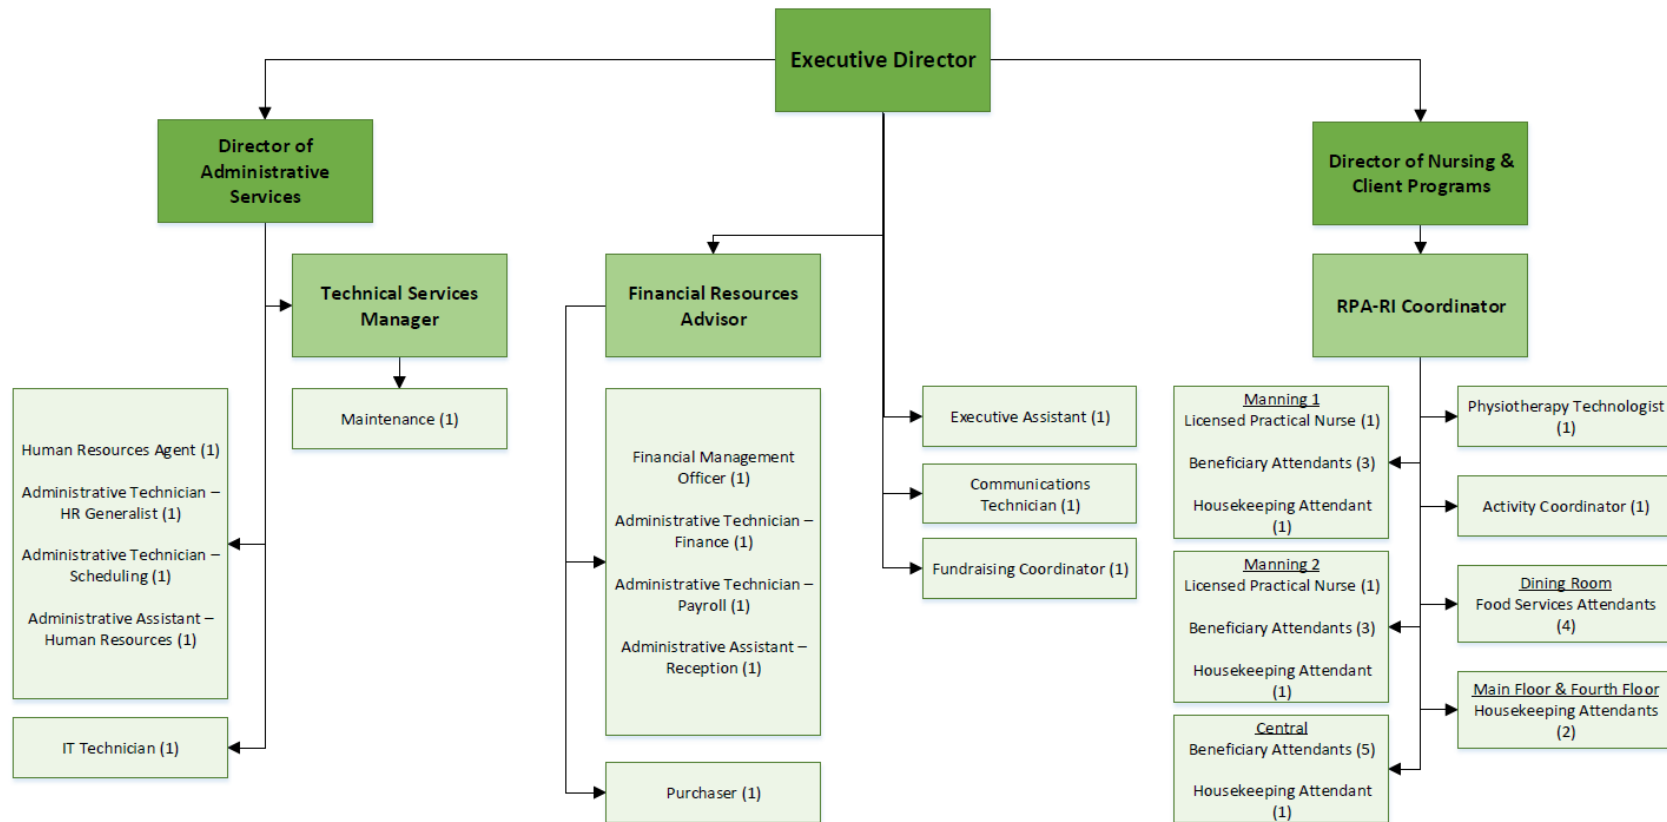 Executive Director
Director of
Administrative
Services
Director of Nursing &
Client Programs
Technical Services
Manager
Financial Resources
Advisor
RPA-RI Coordinator
Human Resources Agent (1)
Administrative Technician –
HR Generalist (1)
Administrative Technician –
Scheduling (1)
Administrative Assistant –
Human Resources (1)
IT Technician (1)
Maintenance (1)
Financial Management
Officer (1)
Administrative Technician –
Finance (1)
Administrative Technician –
Payroll (1)
Administrative Assistant –
Reception (1)
Purchaser (1)
Executive Assistant (1)
Communications
Technician (1)
Fundraising Coordinator (1)
Manning 1
Licensed Practical Nurse (1)
Beneficiary Attendants (3)
Housekeeping Attendant
(1)
Manning 2
Licensed Practical Nurse (1)
Beneficiary Attendants (3)
Housekeeping Attendant
(1)
Central
Beneficiary Attendants (5)
Housekeeping Attendant
(1)
Physiotherapy Technologist
(1)
Activity Coordinator (1)
Dining Room
Food Services Attendants
(4)
Main Floor & Fourth Floor
Housekeeping Attendants
(2)